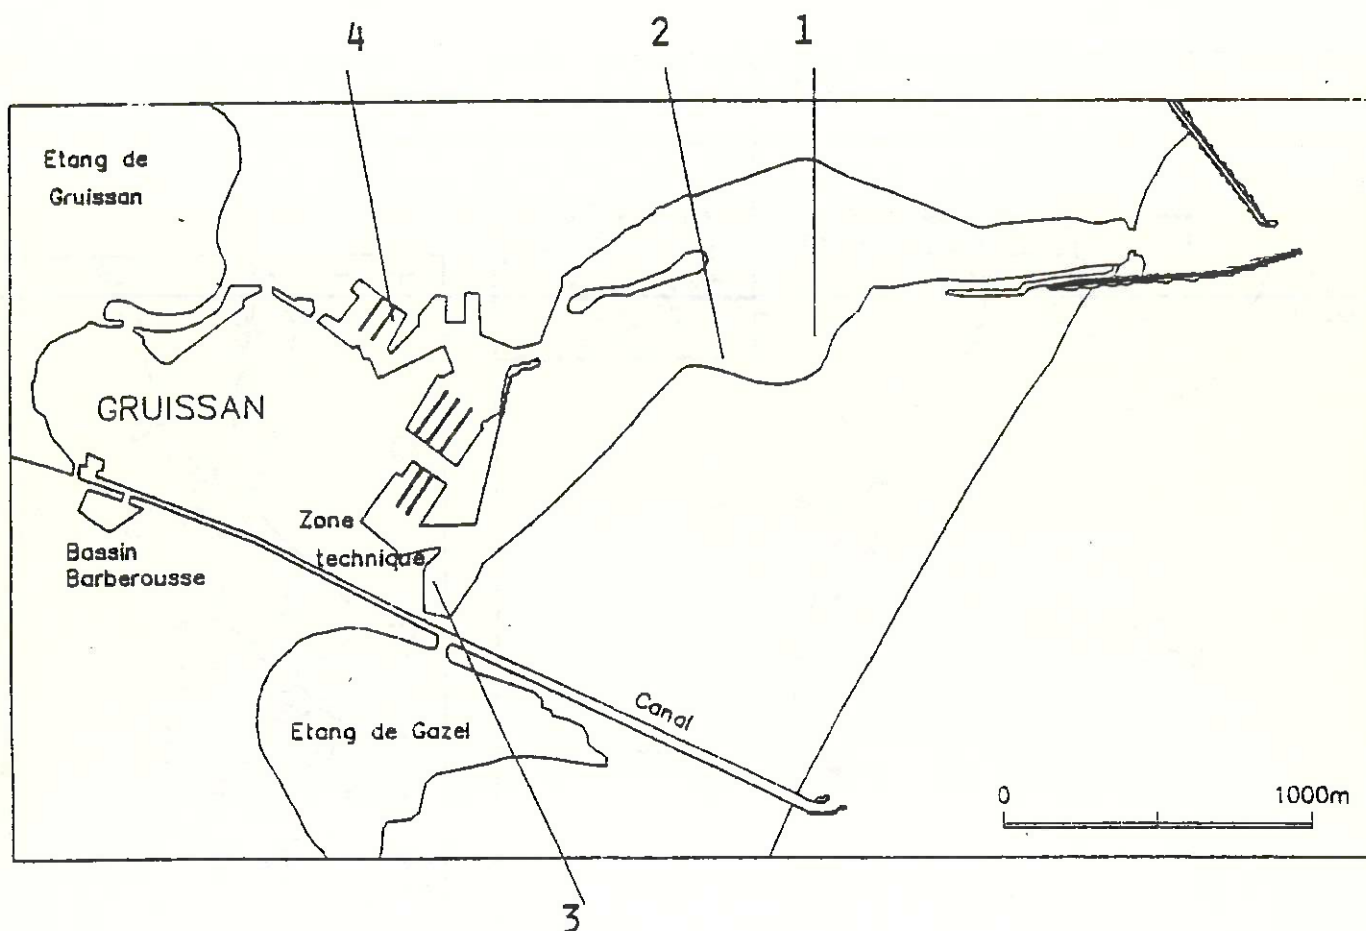 4
2
1
Etang de
Gruissan
GRUISSAN
Zone
technique
Bassin
Barberousse
Canal
Etang de Gazel
0
1000m
3